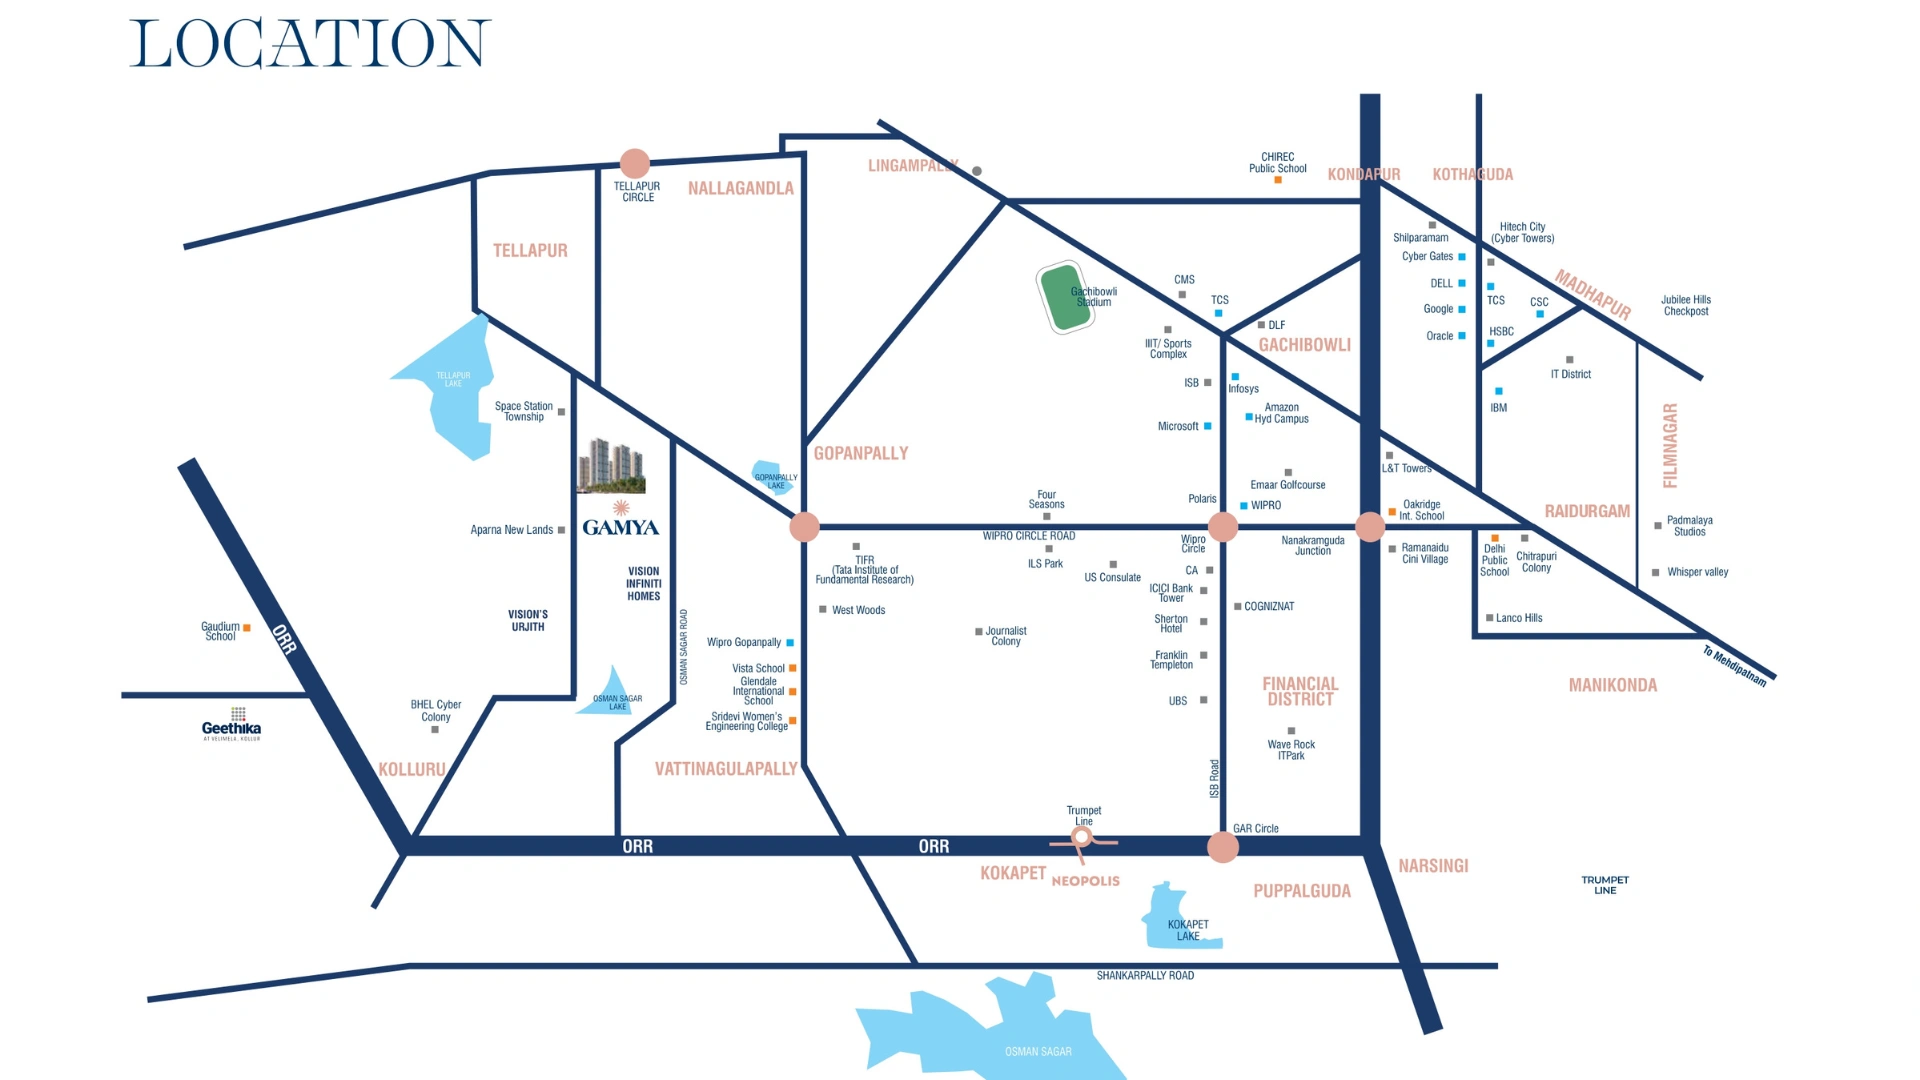 LOCATION
CHIREC
Public School
LINGAMPALLY
KONDAPUR
KOTHAGUDA
TELLAPUR
CIRCLE
NALLAGANDLA
Hitech City
(Cyber Towers)
Shilparamam
TELLAPUR
Cyber Gates
DELL
TCS
Google
Oracle
HSBC
CSC
MADHAPUR
Jubilee Hills
Checkpost
Gachibowli
Stadium
CMS
TCS
DLF
GACHIBOWLI
IIIT/ Sports
Complex
ISB
Infosys
Amazon
Hyd Campus
Microsoft
IT District
IBM
FILMNAGAR
TELLAPUR
LAKE
Space Station
Township
GOPANPALLY
GOPANPALLY
LAKE
L&T Towers
Emaar Golfcourse
Four
Seasons
Polaris
WIPRO
Oakridge
Int. School
RAIDURGAM
Padmalaya
Studios
Aparna New Lands
GAMYA
WIPRO CIRCLE ROAD
Wipro
Circle
Nanakramguda
Junction
Ramanaidu
Cini Village
Delhi
Public
School
Chitrapuri
Colony
TIFR
(Tata Institute of
Fundamental Research)
ILS Park
US Consulate
CA
Whisper valley
VISION
INFINITI
HOMES
ICICI Bank
Tower
COGNIZNAT
VISION'S
URJITH
West Woods
Sherton
Hotel
Lanco Hills
Gaudium
School
ORR
OSMAN SAGAR ROAD
Wipro Gopanpally
Journalist
Colony
Franklin
Templeton
To Mehdipatnam
Vista School
Glendale
International
School
FINANCIAL
DISTRICT
MANIKONDA
OSMAN SAGAR
LAKE
UBS
BHEL Cyber
Colony
Sridevi Women's
Engineering College
Geethika
AT VELIMELA, KOLLUR
Wave Rock
ITPark
KOLLURU
VATTINAGULAPALLY
ISB Road
Trumpet
Line
GAR Circle
ORR
ORR
KOKAPET
NEOPOLIS
PUPPALGUDA
NARSINGI
TRUMPET
LINE
KOKAPET
LAKE
SHANKARPALLY ROAD
OSMAN SAGAR